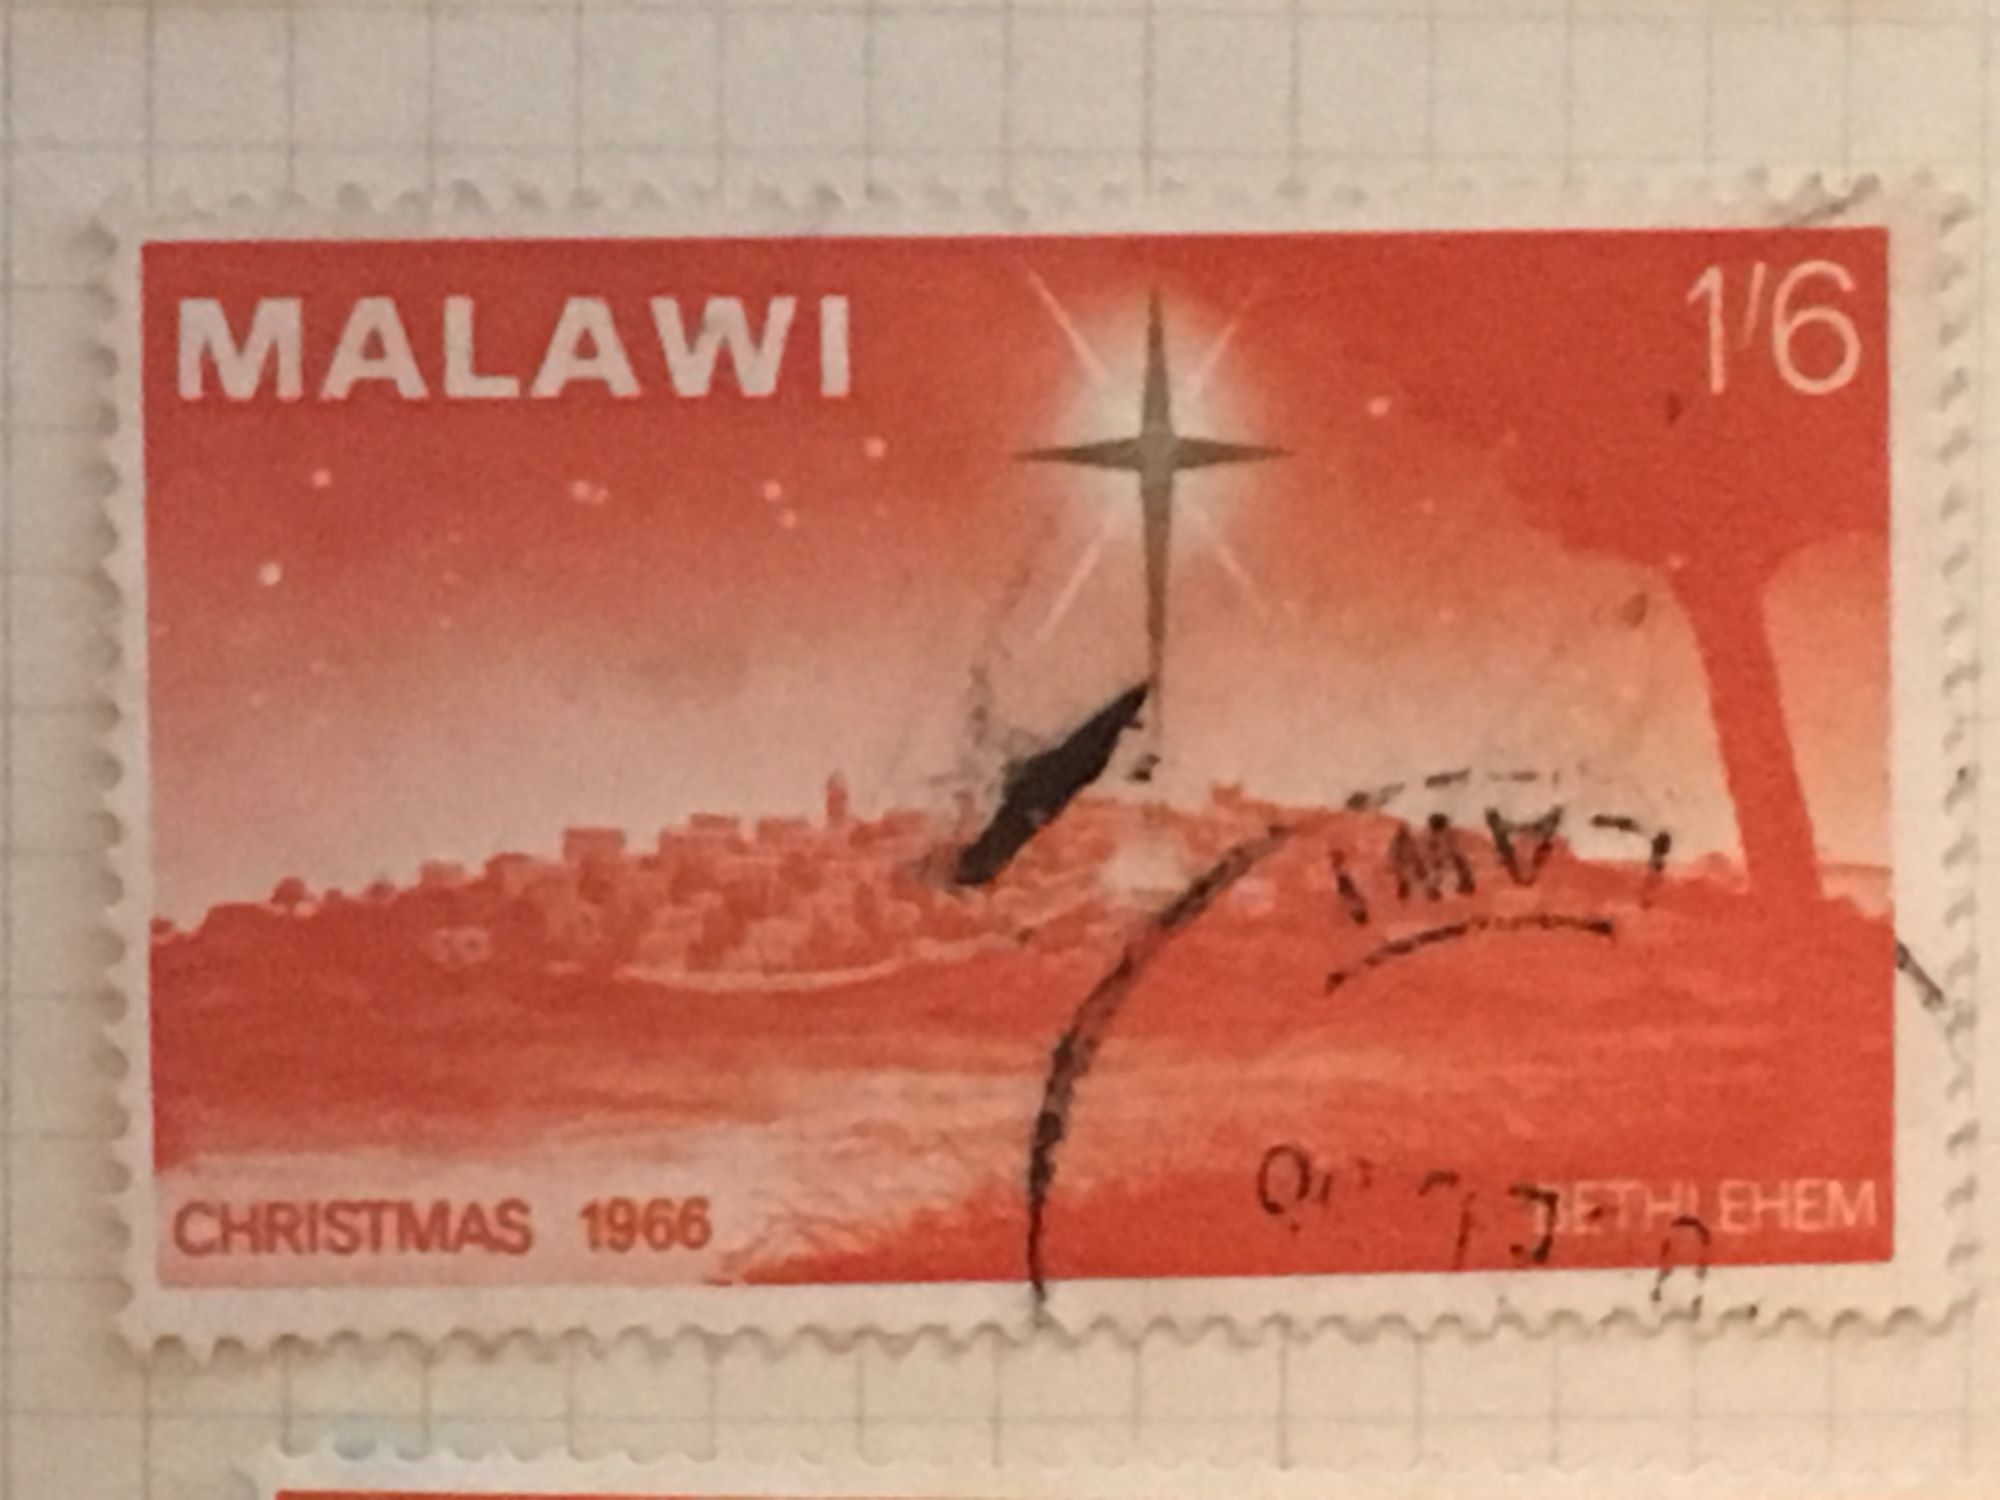 MALAWI
1'6
CHRISTMAS 1966
BETHLEHEM